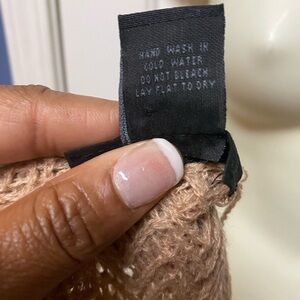 HAND WASH IN
COLD WATER
DO NOT BLEACH
LAY FLAT TO DRY